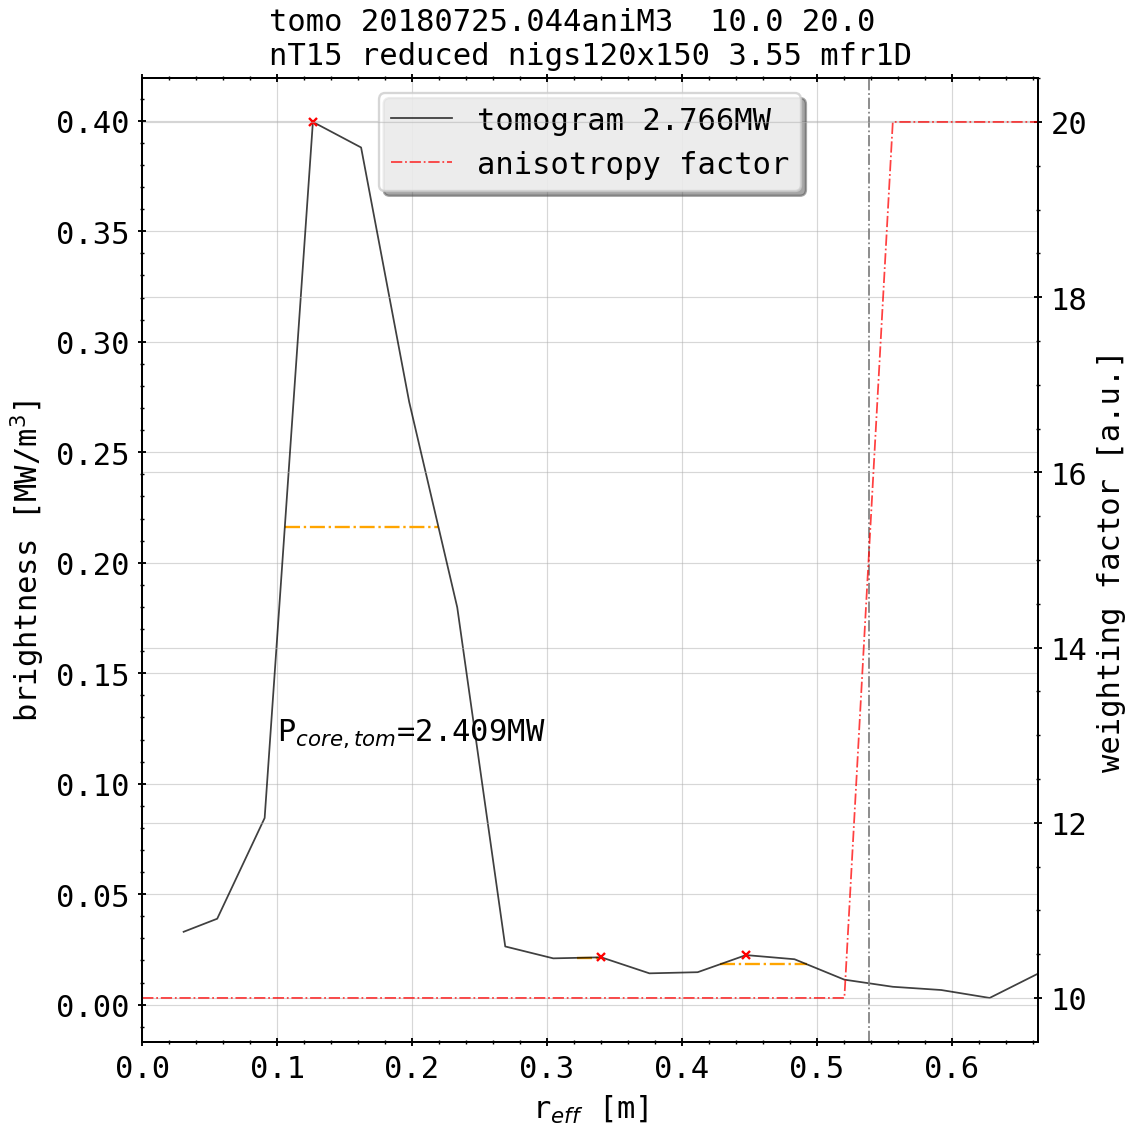 tomo 20180725.044aniM3  10.0 20.0
nT15 reduced nigs120x150 3.55 mfr1D
tomogram 2.766MW
anisotropy factor
0.40
0.35
0.30
0.25
0.20
0.15
0.10
0.05
0.00
brightness [MW/m³]
P_core,tom=2.409MW
20
18
16
14
12
10
weighting factor [a.u.]
0.0 0.1 0.2 0.3 0.4 0.5 0.6
r_eff [m]